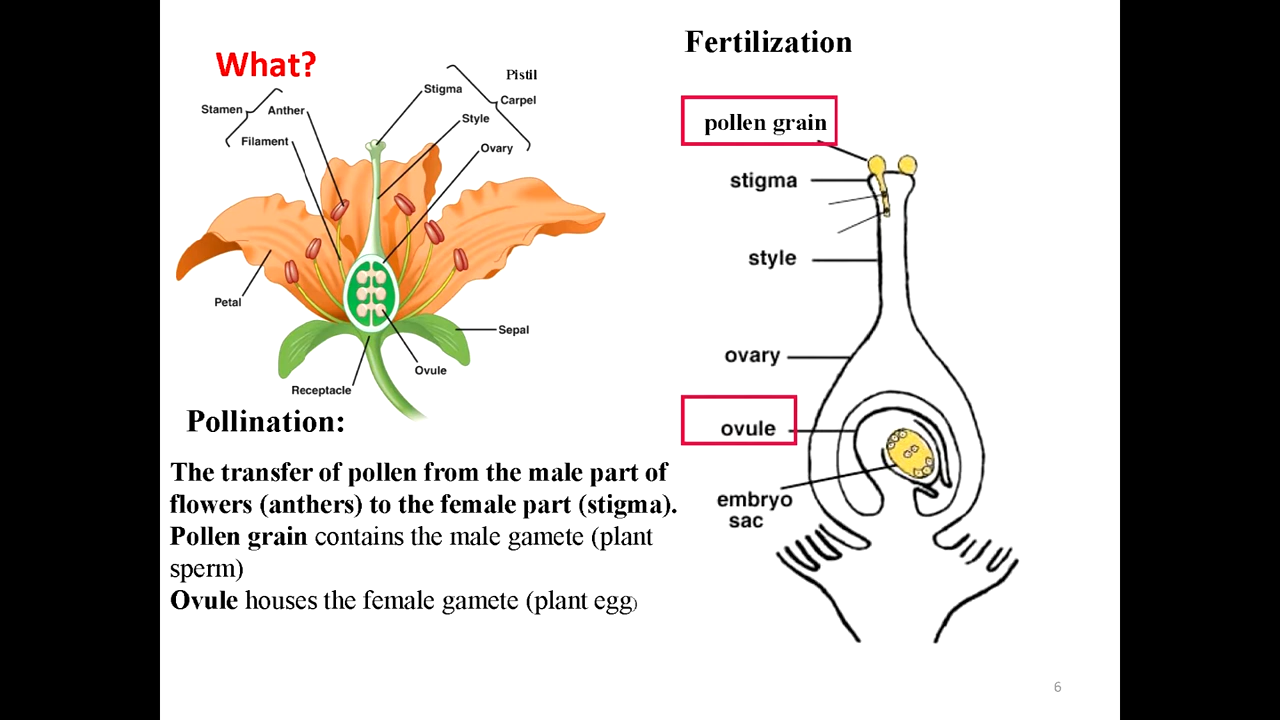 What?
Pistil
Stigma
Carpel
Stamen
Anther
Style
Filament
Ovary
Petal
Sepal
Ovule
Receptacle
Pollination:
The transfer of pollen from the male part of
flowers (anthers) to the female part (stigma).
Pollen grain contains the male gamete (plant
sperm)
Ovule houses the female gamete (plant egg)
Fertilization
pollen grain
stigma
style
ovary
ovule
embryo
sac
6